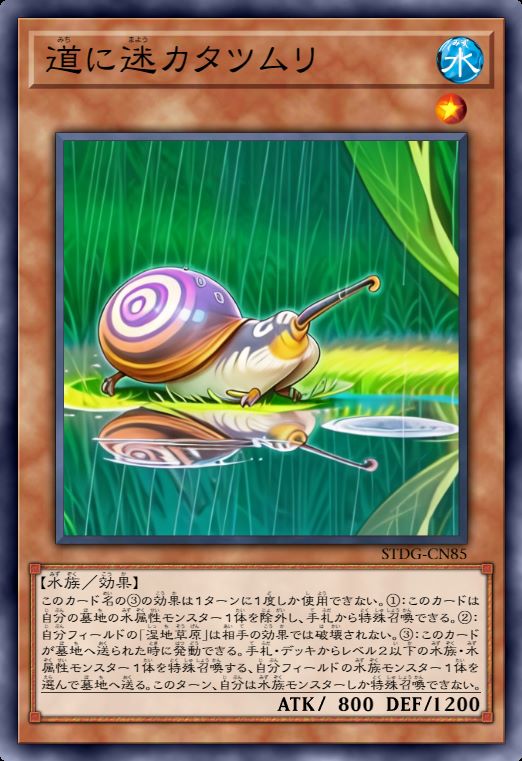 道に迷カタツムリ
水
STDG-CN85
【水族/効果】
このカード名の③の効果は1ターンに1度しか使用できない。①:このカードは
自分の墓地の水属性モンスター1体を除外し、手札から特殊召喚できる。②:
自分フィールドの「湿地草原」は相手の効果では破壊されない。③:このカード
が墓地へ送られた時に発動できる。手札・デッキからレベル2以下の水族・水
属性モンスター1体を特殊召喚する、自分フィールドの水族モンスター1体を
選んで墓地へ送る。このターン、自分は水族モンスターしか特殊召喚できない。
ATK/ 800 DEF/1200